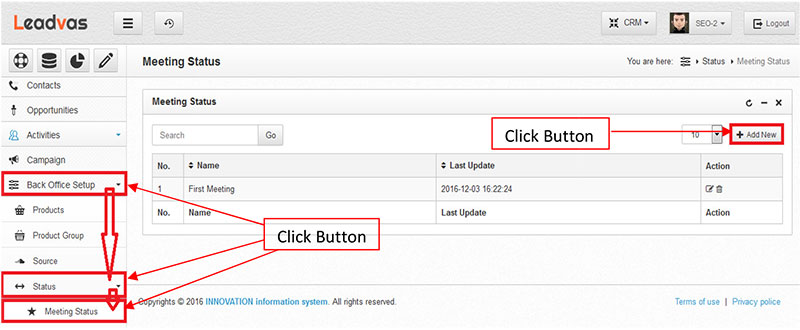 Leadvas
CRM
SEO-2
Logout
Meeting Status
You are here:
Status
Meeting Status
Contacts
Opportunities
Activities
Campaign
Back Office Setup
Products
Product Group
Source
Status
Meeting Status
Meeting Status
Search
Go
Click Button
10
Add New
No. Name Last Update Action
1 First Meeting 2016-12-03 16:22:24
No. Name Last Update Action
Click Button
Copyrights © 2016 INNOVATION information system. All rights reserved.
Terms of use | Privacy policy